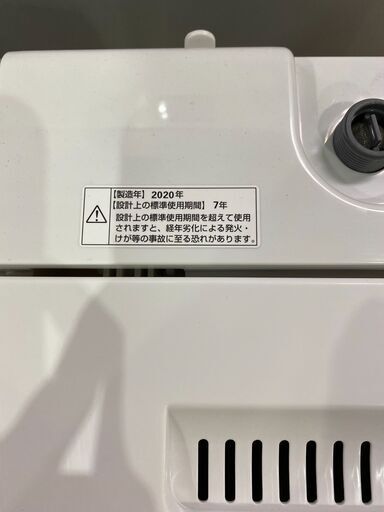 【製造年】2020年
【設計上の標準使用期間】7年
設計上の標準使用期間を超えて使用
されますと、経年劣化による発火・
けが等の事故に至る恐れがあります。